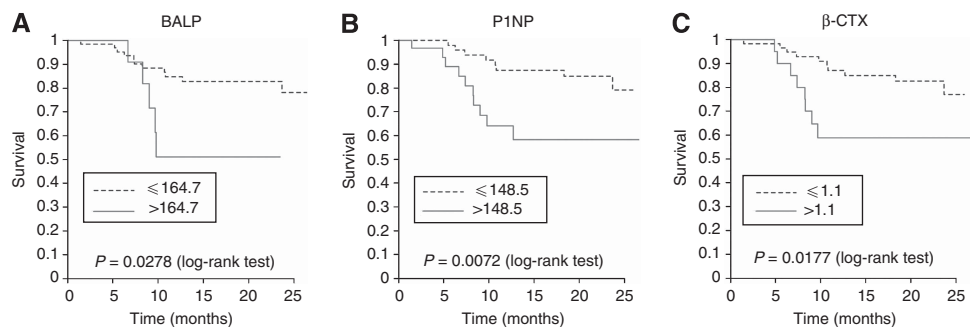 A
BALP
1
0.9
0.8
0.7
0.6
0.5
0.4
0.3
0.2
0.1
0
Survival
⩽164.7
>164.7
P = 0.0278 (log-rank test)
0 5 10 15 20 25
Time (months)
B
P1NP
1
0.9
0.8
0.7
0.6
0.5
0.4
0.3
0.2
0.1
0
Survival
⩽148.5
>148.5
P = 0.0072 (log-rank test)
0 5 10 15 20 25
Time (months)
C
β-CTX
1
0.9
0.8
0.7
0.6
0.5
0.4
0.3
0.2
0.1
0
Survival
⩽1.1
>1.1
P = 0.0177 (log-rank test)
0 5 10 15 20 25
Time (months)